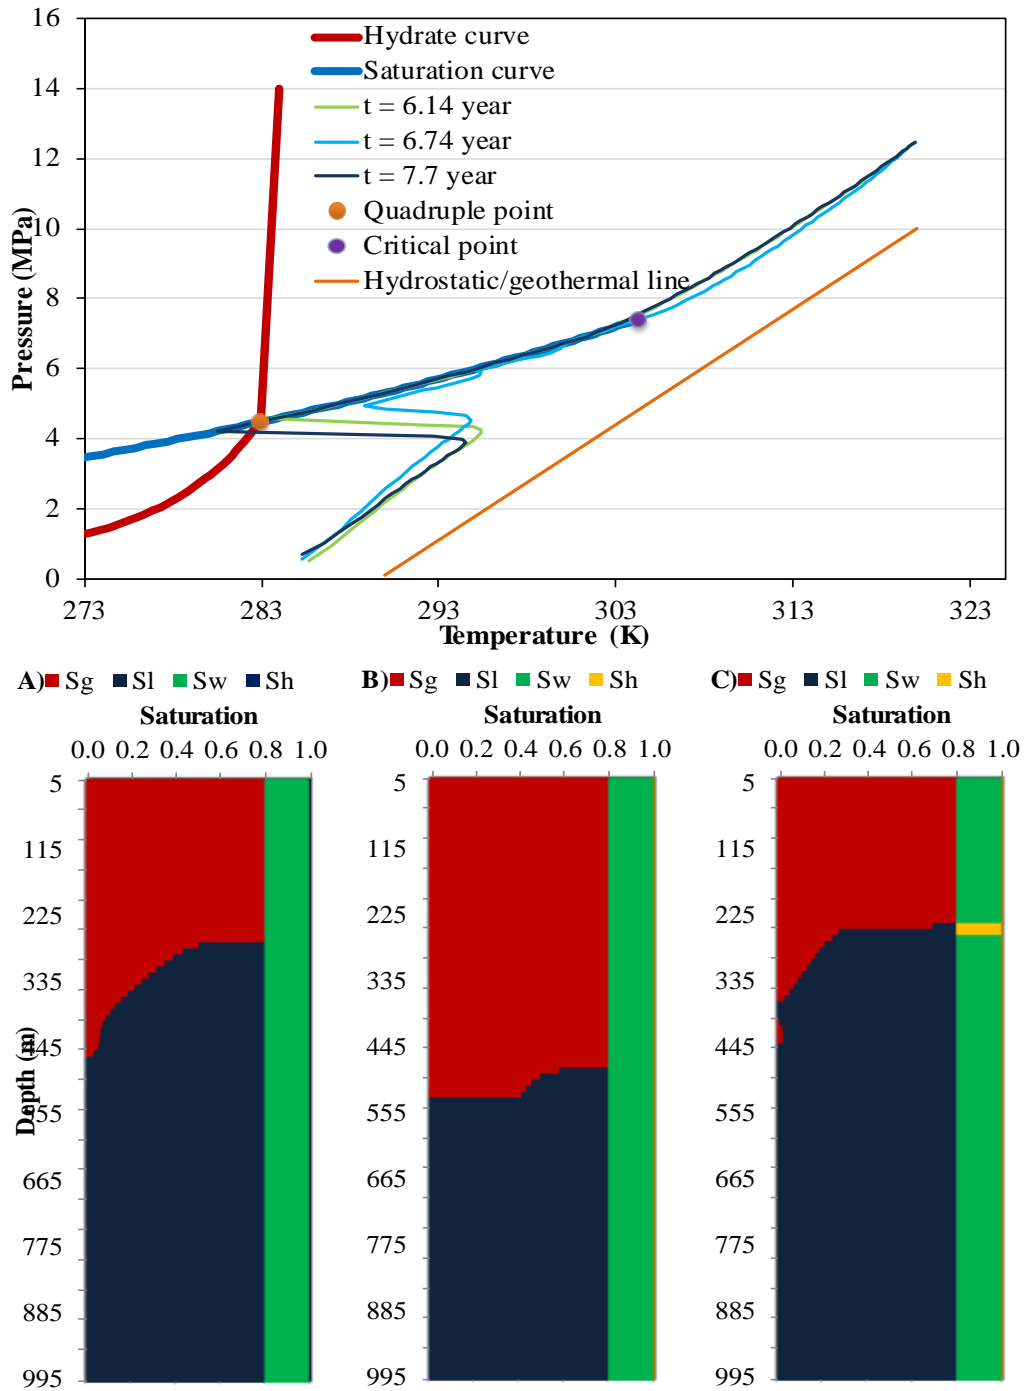 16
14
12
10
8
6
4
2
0
Pressure (MPa)
Hydrate curve
Saturation curve
t = 6.14 year
t = 6.74 year
t = 7.7 year
Quadruple point
Critical point
Hydrostatic/geothermal line
273 283 293 303 313 323
Temperature (K)
A) Sg Sl Sw Sh
Saturation
0.0 0.2 0.4 0.6 0.8 1.0
5
115
225
335
445
555
665
775
885
995
Depth (m)
B) Sg Sl Sw Sh
Saturation
0.0 0.2 0.4 0.6 0.8 1.0
5
115
225
335
445
555
665
775
885
995
C) Sg Sl Sw Sh
Saturation
0.0 0.2 0.4 0.6 0.8 1.0
5
115
225
335
445
555
665
775
885
995